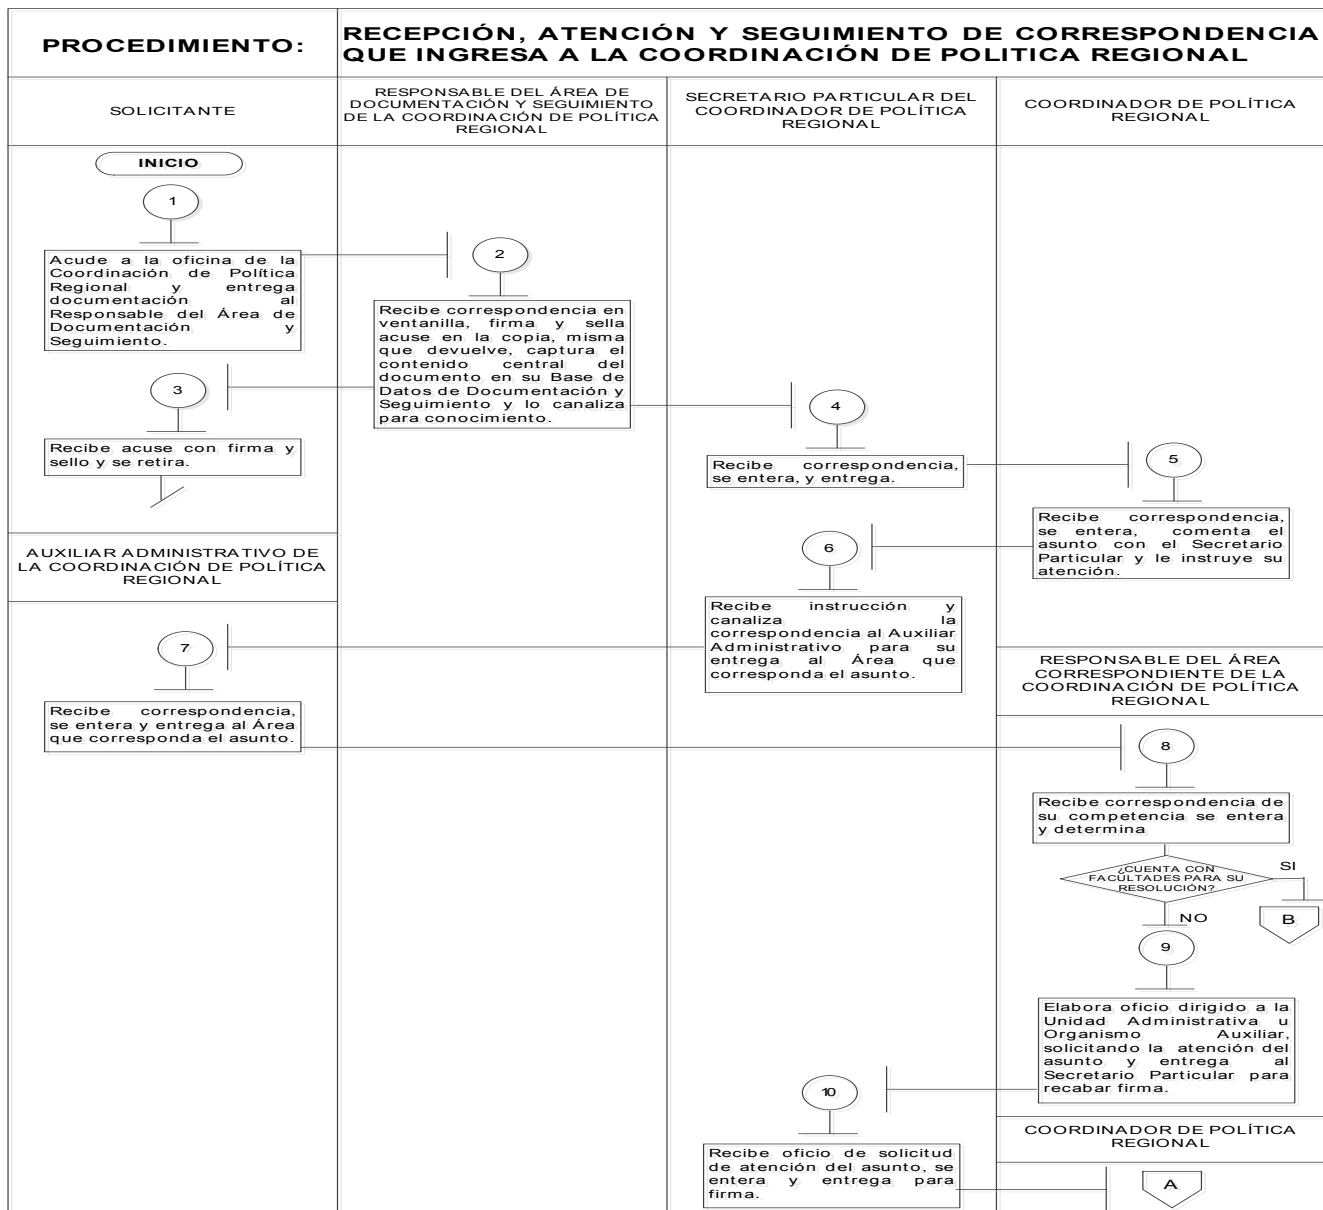 PROCEDIMIENTO:
RECEPCIÓN, ATENCIÓN Y SEGUIMIENTO DE CORRESPONDENCIA
QUE INGRESA A LA COORDINACIÓN DE POLITICA REGIONAL
SOLICITANTE
RESPONSABLE DEL ÁREA DE
DOCUMENTACIÓN Y SEGUIMIENTO
DE LA COORDINACIÓN DE POLÍTICA
REGIONAL
SECRETARIO PARTICULAR DEL
COORDINADOR DE POLÍTICA
REGIONAL
COORDINADOR DE POLÍTICA
REGIONAL
INICIO
1
Acude a la oficina de la
Coordinación de Política
Regional y entrega
documentación al
Responsable del Área de
Documentación y
Seguimiento.
2
Recibe correspondencia en
ventanilla, firma y sella
acuse en la copia, misma
que devuelve, captura el
contenido central del
documento en su Base de
Datos de Documentación y
Seguimiento y lo canaliza
para conocimiento.
3
Recibe acuse con firma y
sello y se retira.
4
Recibe correspondencia,
se entera, y entrega.
5
Recibe correspondencia,
se entera, comenta el
asunto con el Secretario
Particular y le instruye su
atención.
6
Recibe instrucción y
canaliza la
correspondencia al Auxiliar
Administrativo para su
entrega al Área que
corresponda el asunto.
AUXILIAR ADMINISTRATIVO DE
LA COORDINACIÓN DE POLÍTICA
REGIONAL
7
Recibe correspondencia,
se entera y entrega al Área
que corresponda el asunto.
RESPONSABLE DEL ÁREA
CORRESPONDIENTE DE LA
COORDINACIÓN DE POLÍTICA
REGIONAL
8
Recibe correspondencia de
su competencia se entera
y determina
¿CUENTA CON
FACULTADES PARA SU
RESOLUCIÓN?
SI
B
NO
9
Elabora oficio dirigido a la
Unidad Administrativa u
Organismo Auxiliar,
solicitando la atención del
asunto y entrega al
Secretario Particular para
recabar firma.
10
Recibe oficio de solicitud
de atención del asunto, se
entera y entrega para
firma.
COORDINADOR DE POLÍTICA
REGIONAL
A